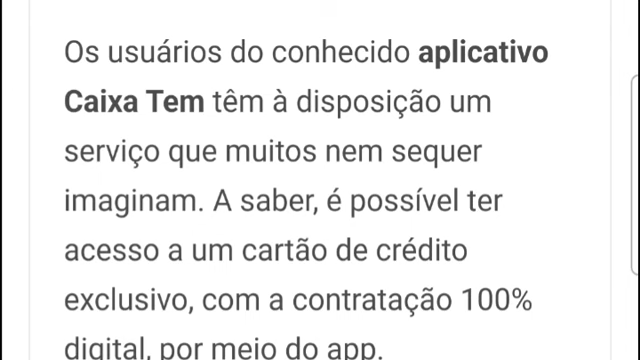 Os usuários do conhecido aplicativo
Caixa Tem têm à disposição um
serviço que muitos nem sequer
imaginam. A saber, é possível ter
acesso a um cartão de crédito
exclusivo, com a contratação 100%
digital, por meio do app.